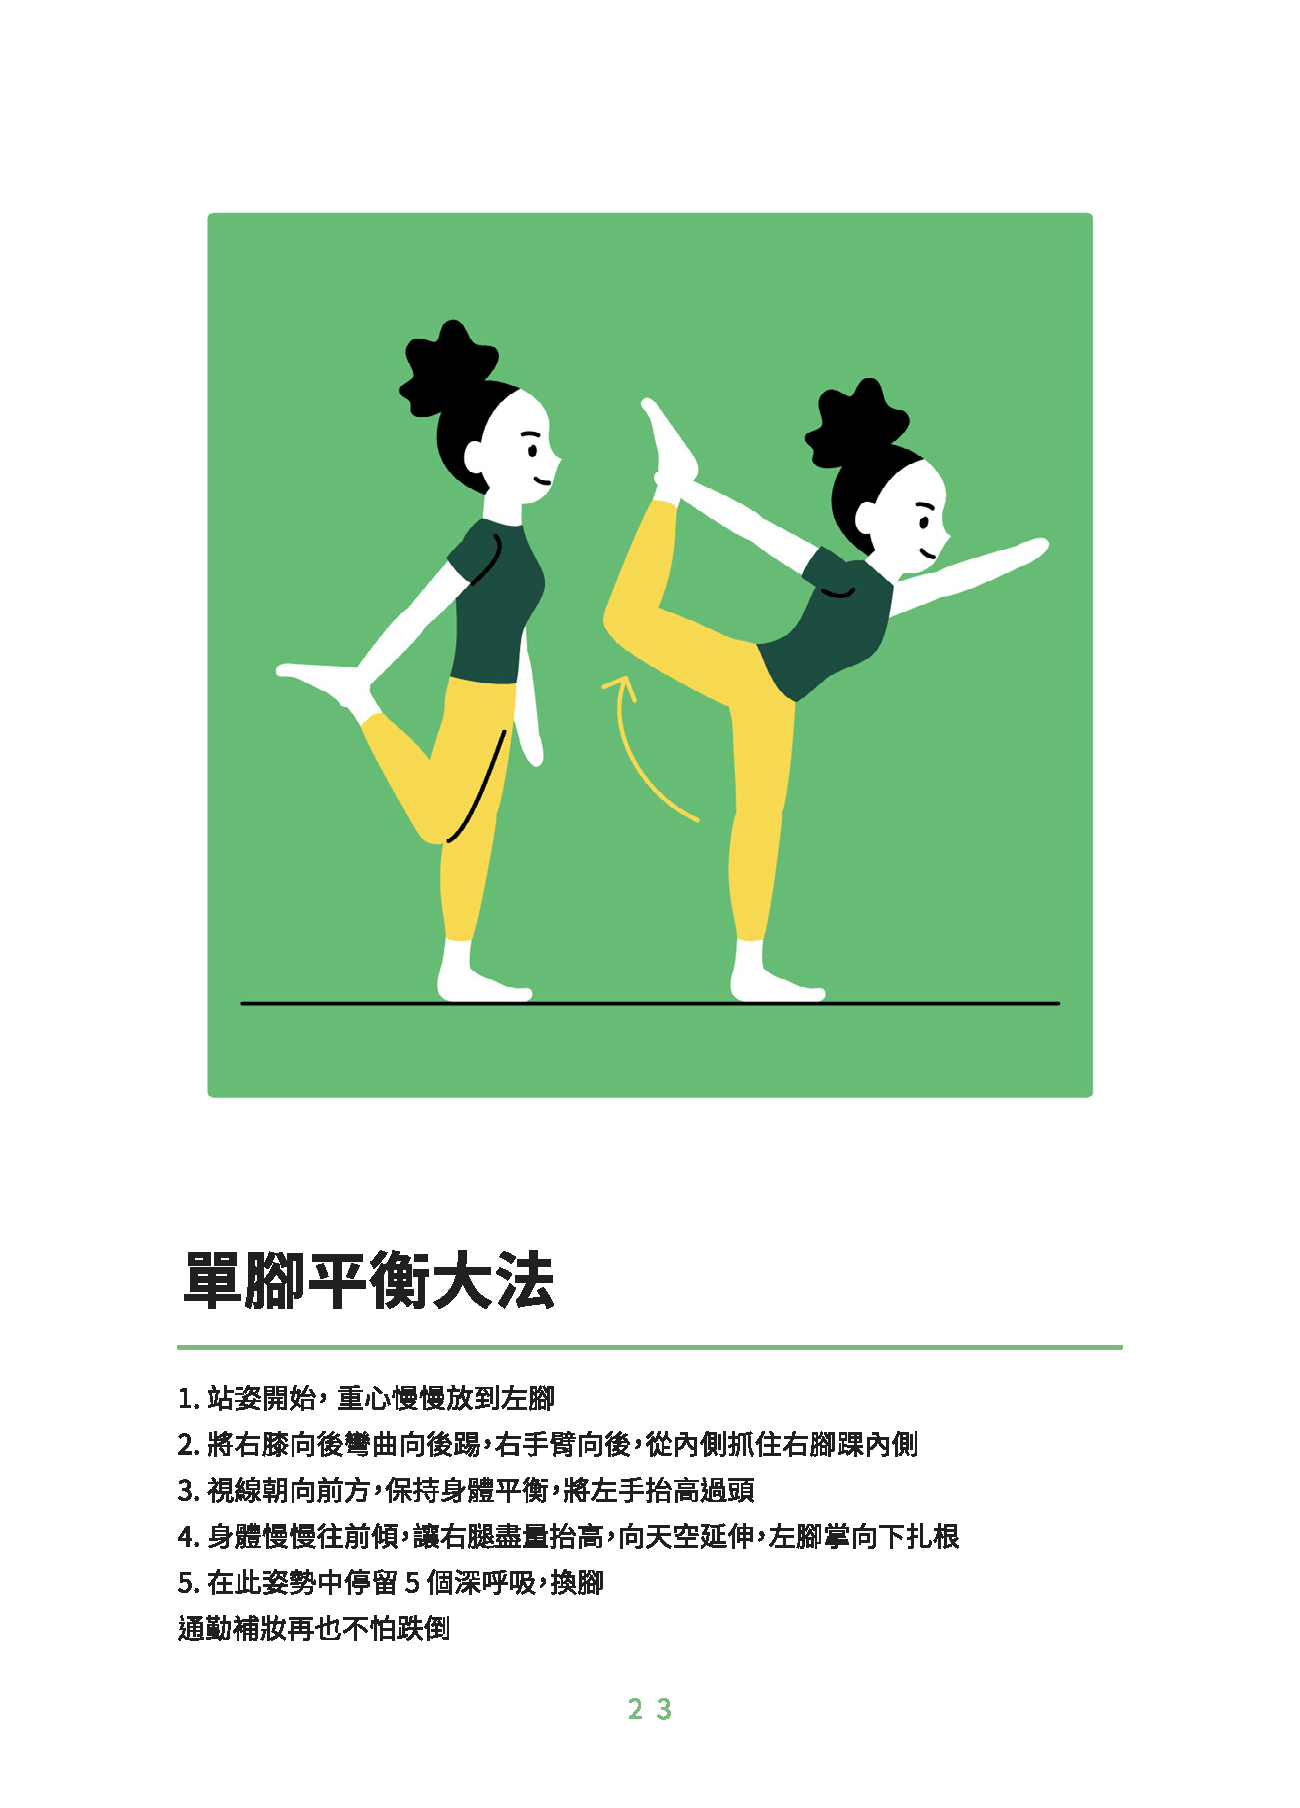 單腳平衡大法
1. 站姿開始，重心慢慢放到左腳
2. 將右膝向後彎曲向後踢，右手臂向後，從內側抓住右腳踝內側
3. 視線朝向前方，保持身體平衡，將左手抬高過頭
4. 身體慢慢往前傾，讓右腿盡量抬高，向天空延伸，左腳掌向下扎根
5. 在此姿勢中停留 5 個深呼吸，換腳
通勤補妝再也不怕跌倒
23